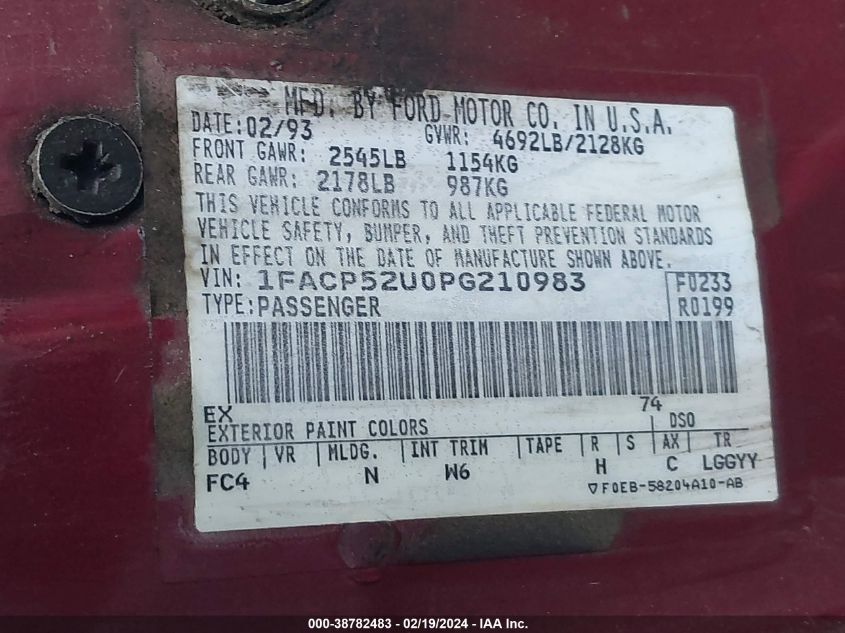 MFD. BY FORD MOTOR CO. IN U.S.A.
DATE: 02/93 GVWR: 4692LB/2128KG
FRONT GAWR: 2545LB 1154KG
REAR GAWR: 2178LB 987KG
THIS VEHICLE CONFORMS TO ALL APPLICABLE FEDERAL MOTOR
VEHICLE SAFETY, BUMPER, AND THEFT PREVENTION STANDARDS
IN EFFECT ON THE DATE OF MANUFACTURE SHOWN ABOVE.
VIN: 1FACP52U0PG210983 F0233
TYPE: PASSENGER R0199
EX 74
EXTERIOR PAINT COLORS DSO
BODY VR MLDG. INT TRIM TAPE R S AX TR
FC4 N W6 H C LGGYY
▽F0EB-58204A10-AB
000-38782483 - 02/19/2024 - IAA Inc.